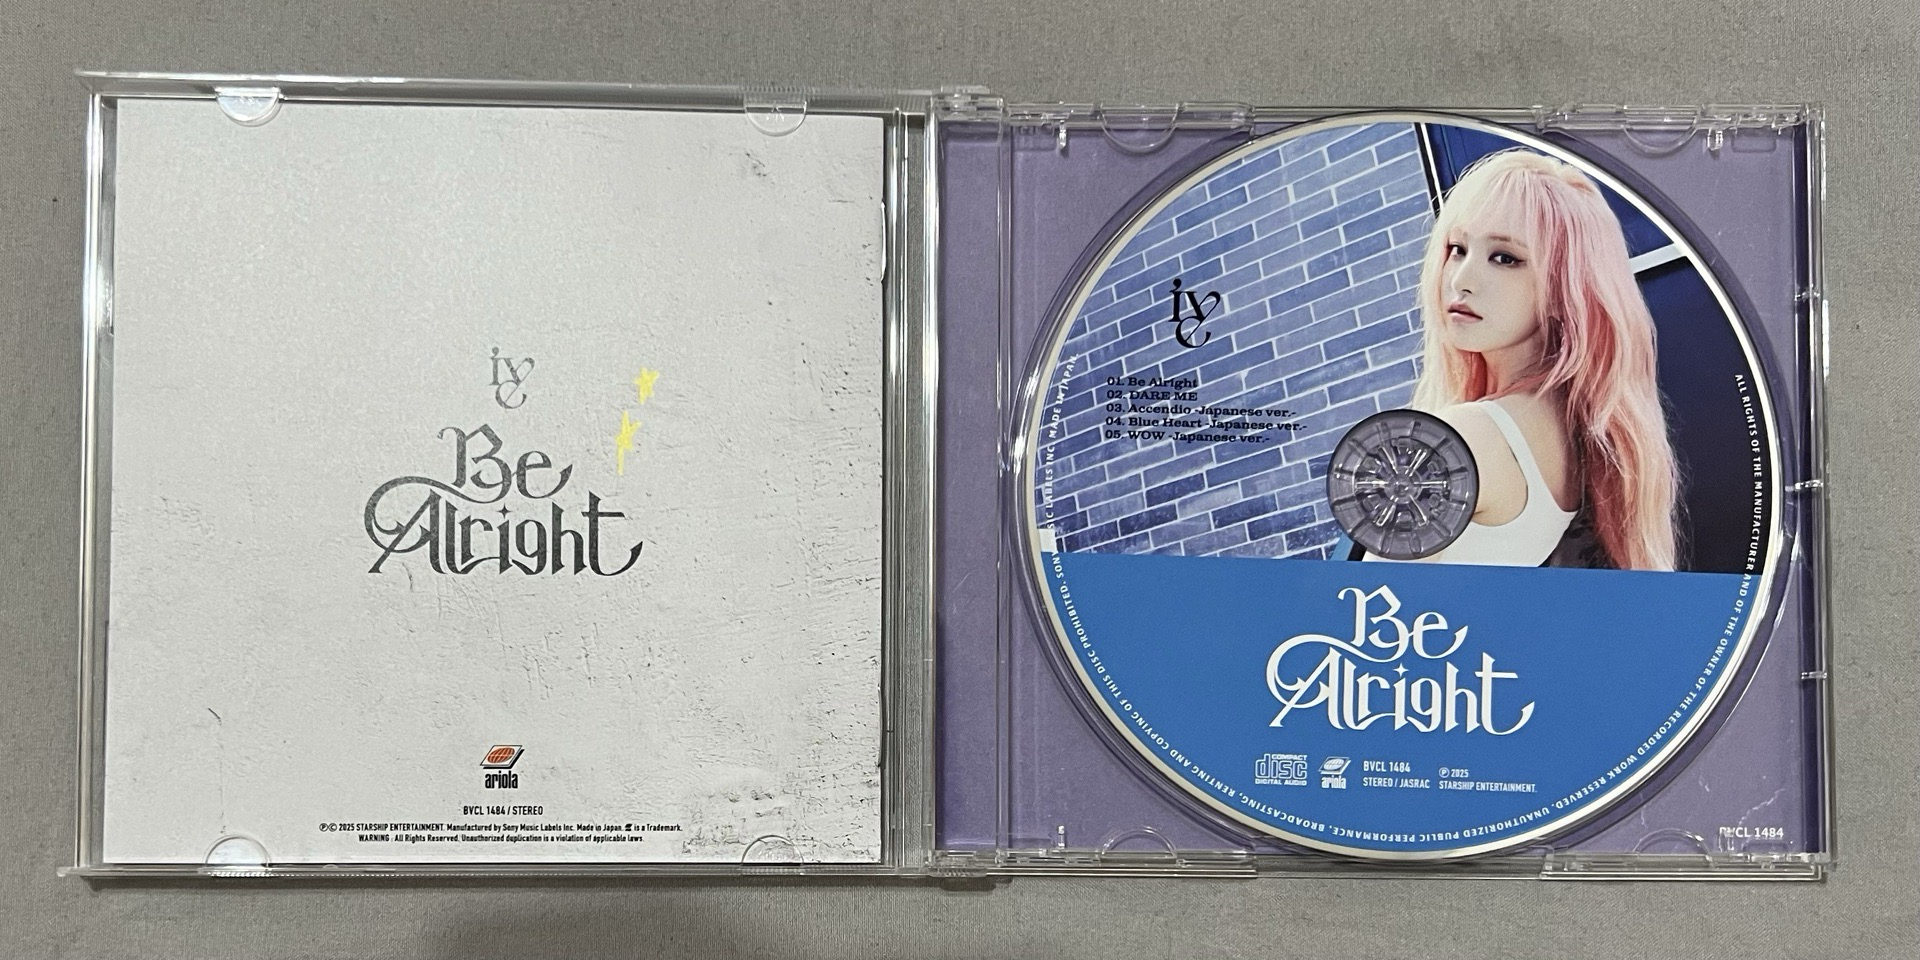 IVE
Be
Alright
ariola
BVCL 1484 / STEREO
ⓅⒸ 2025 STARSHIP ENTERTAINMENT. Manufactured by Sony Music Labels Inc. Made in Japan. is a Trademark.
WARNING : All Rights Reserved. Unauthorized duplication is a violation of applicable laws.
IVE
01. Be Alright
02. DARE ME
03. Accendio -Japanese ver.-
04. Blue Heart -Japanese ver.-
05. WOW -Japanese ver.-
Be
Alright
COMPACT
disc
DIGITAL AUDIO
ariola
BVCL 1484
STEREO / JASRAC
Ⓟ 2025
STARSHIP ENTERTAINMENT.
ALL RIGHTS OF THE MANUFACTURER AND OF THE OWNER OF THE RECORDED WORK RESERVED. UNAUTHORIZED PUBLIC PERFORMANCE, BROADCASTING, RENTING AND COPYING OF THIS DISC PROHIBITED. SONY MUSIC LABELS INC. MADE IN JAPAN.
BVCL 1484